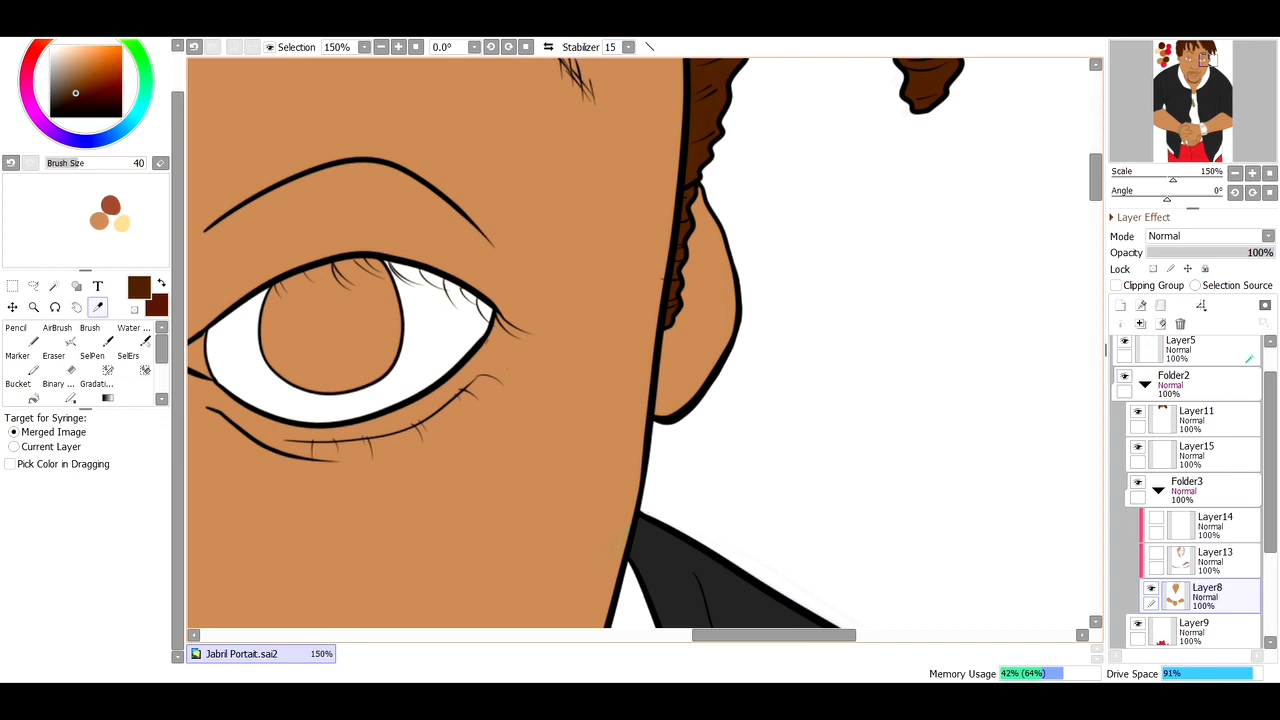 Selection 150% 0.0° Stabilizer 15
Brush Size 40
T
Pencil AirBrush Brush Water ...
Marker Eraser SelPen SelErs
Bucket Binary ... Gradati...
Target for Syringe:
Merged Image
Current Layer
Pick Color in Dragging
Jabril Portait.sai2 150%
Scale 150%
Angle 0°
Layer Effect
Mode Normal
Opacity 100%
Lock
Clipping Group Selection Source
Layer5
Normal
100%
Folder2
Normal
100%
Layer11
Normal
100%
Layer15
Normal
100%
Folder3
Normal
100%
Layer14
Normal
100%
Layer13
Normal
100%
Layer8
Normal
100%
Layer9
Normal
100%
Memory Usage 42% (64%) Drive Space 91%